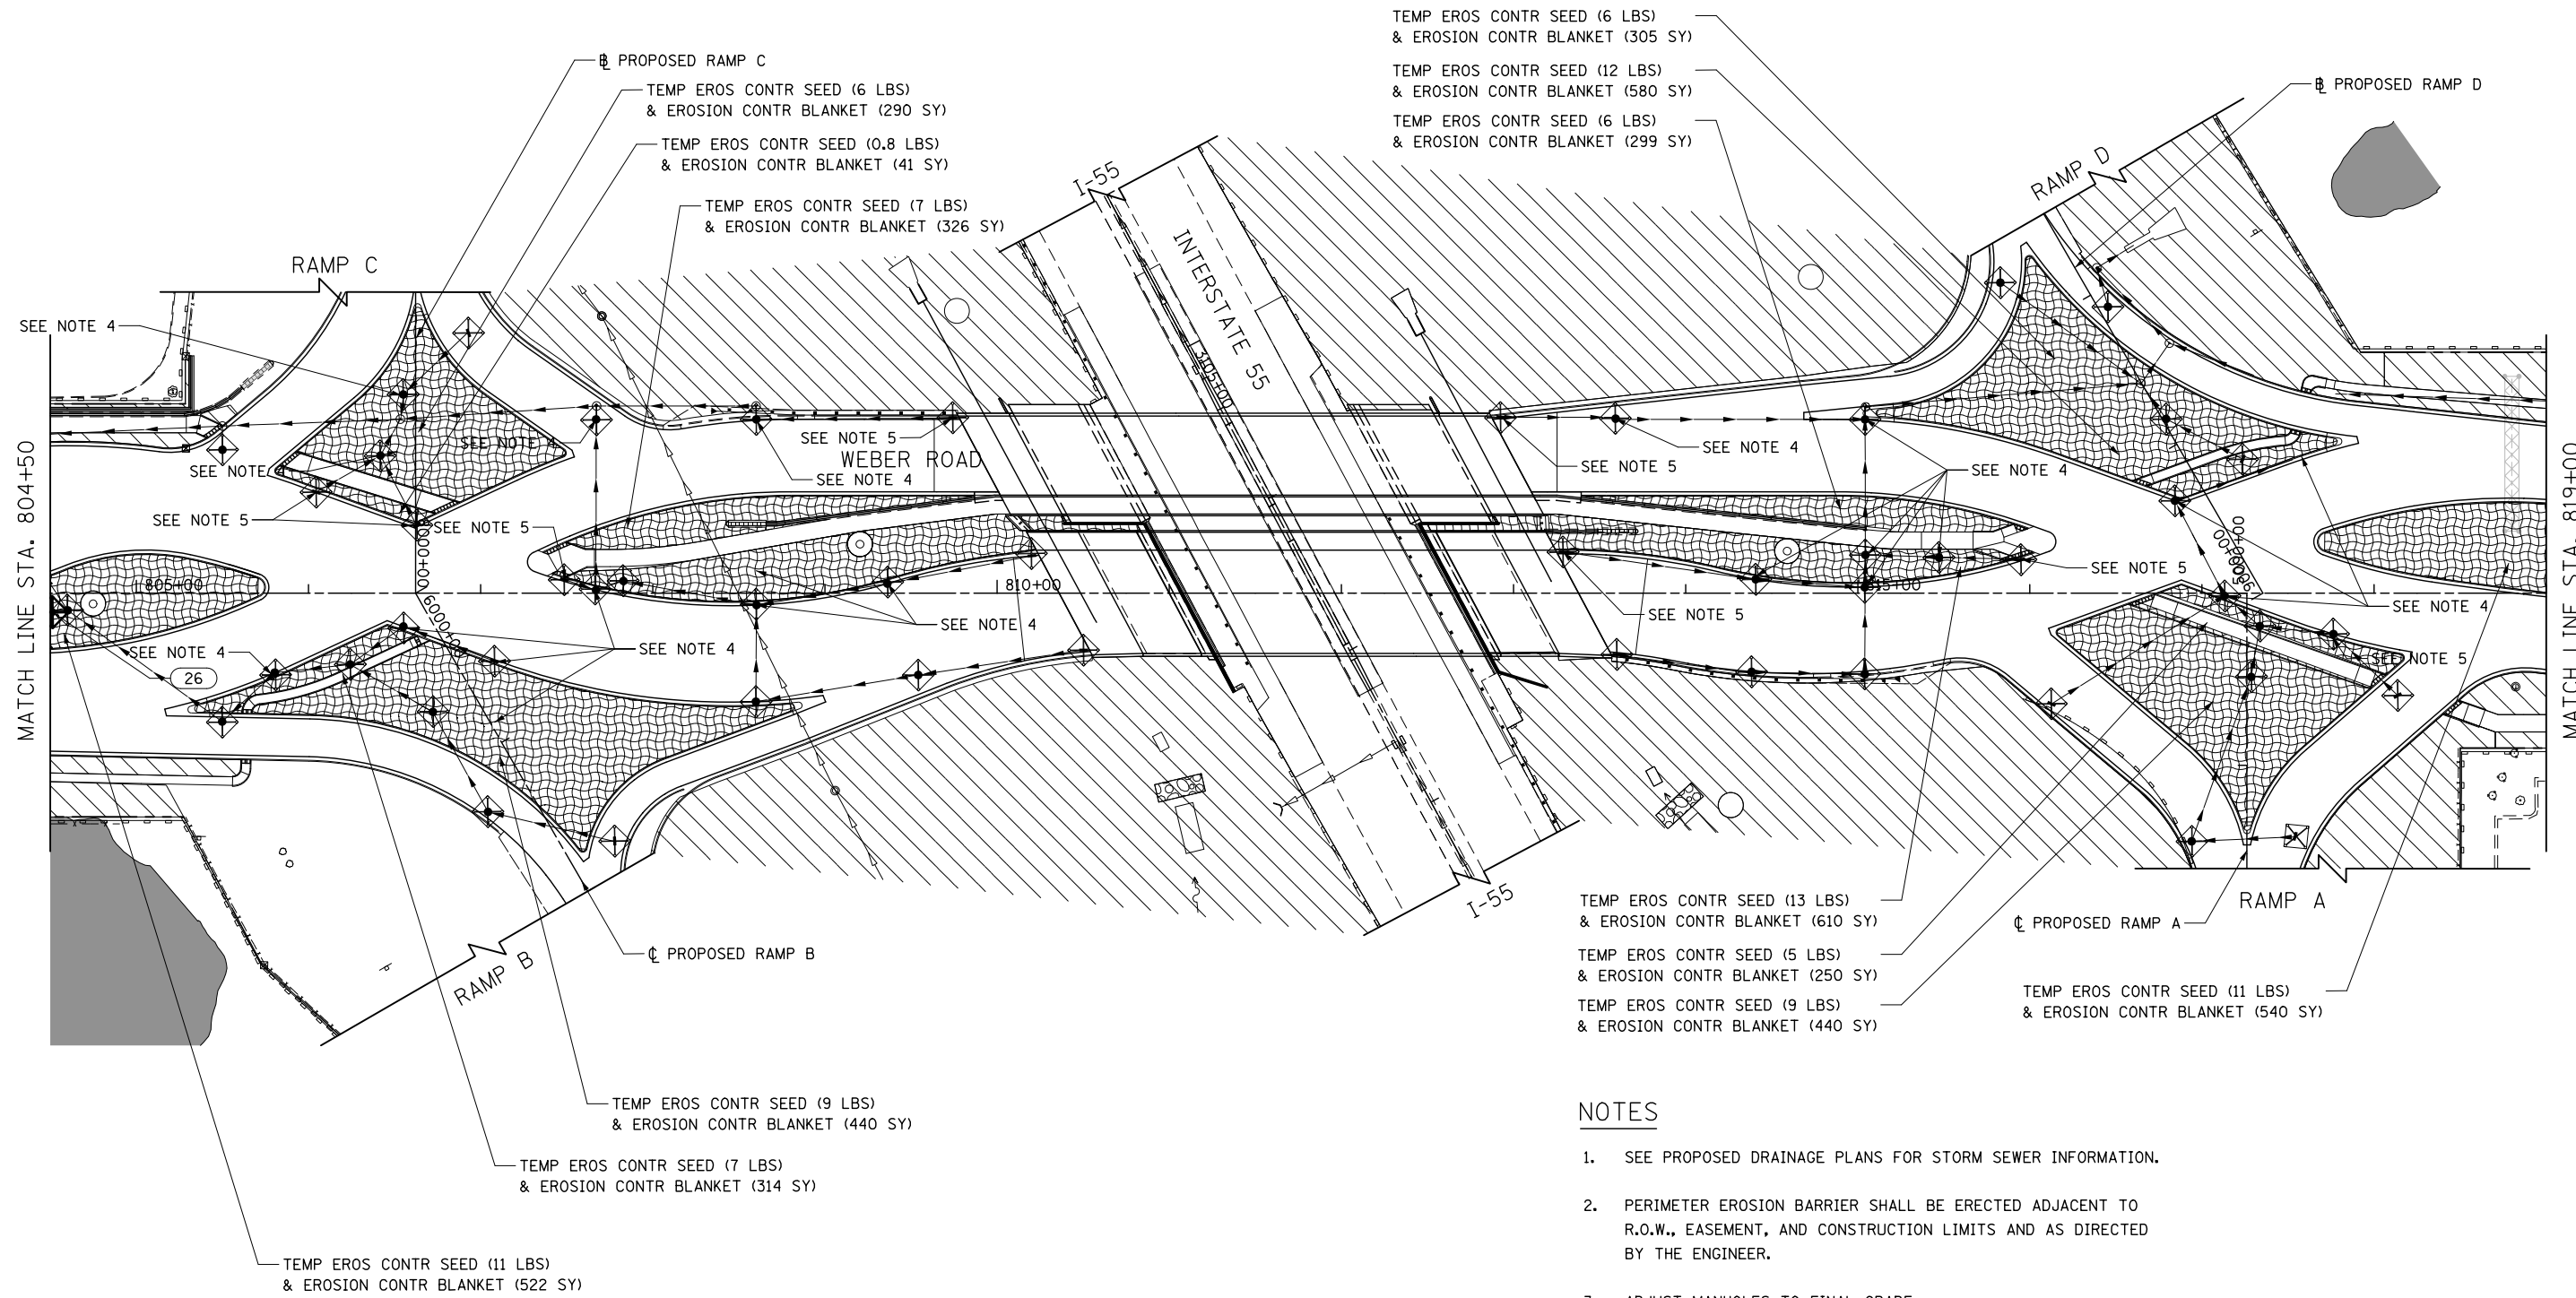 TEMP EROS CONTR SEED (6 LBS)
& EROSION CONTR BLANKET (305 SY)
TEMP EROS CONTR SEED (12 LBS)
& EROSION CONTR BLANKET (580 SY)
TEMP EROS CONTR SEED (6 LBS)
& EROSION CONTR BLANKET (299 SY)
PROPOSED RAMP C
TEMP EROS CONTR SEED (6 LBS)
& EROSION CONTR BLANKET (290 SY)
TEMP EROS CONTR SEED (0.8 LBS)
& EROSION CONTR BLANKET (41 SY)
TEMP EROS CONTR SEED (7 LBS)
& EROSION CONTR BLANKET (326 SY)
PROPOSED RAMP D
RAMP C
I-55
INTERSTATE 55
3105+00
RAMP D
SEE NOTE 4
SEE NOTE 4
SEE NOTE
SEE NOTE 5
SEE NOTE 5
SEE NOTE 5
WEBER ROAD
SEE NOTE 4
SEE NOTE 5
SEE NOTE 4
SEE NOTE 4
SEE NOTE 5
SEE NOTE 5
SEE NOTE 4
SEE NOTE 5
MATCH LINE STA. 804+50
MATCH LINE STA. 819+00
805+00
810+00
815+00
SEE NOTE 4
SEE NOTE 4
SEE NOTE 4
26
RAMP B
℄ PROPOSED RAMP B
I-55
RAMP A
℄ PROPOSED RAMP A
TEMP EROS CONTR SEED (13 LBS)
& EROSION CONTR BLANKET (610 SY)
TEMP EROS CONTR SEED (5 LBS)
& EROSION CONTR BLANKET (250 SY)
TEMP EROS CONTR SEED (9 LBS)
& EROSION CONTR BLANKET (440 SY)
TEMP EROS CONTR SEED (11 LBS)
& EROSION CONTR BLANKET (540 SY)
TEMP EROS CONTR SEED (9 LBS)
& EROSION CONTR BLANKET (440 SY)
TEMP EROS CONTR SEED (7 LBS)
& EROSION CONTR BLANKET (314 SY)
TEMP EROS CONTR SEED (11 LBS)
& EROSION CONTR BLANKET (522 SY)
NOTES
1. SEE PROPOSED DRAINAGE PLANS FOR STORM SEWER INFORMATION.
2. PERIMETER EROSION BARRIER SHALL BE ERECTED ADJACENT TO
R.O.W., EASEMENT, AND CONSTRUCTION LIMITS AND AS DIRECTED
BY THE ENGINEER.